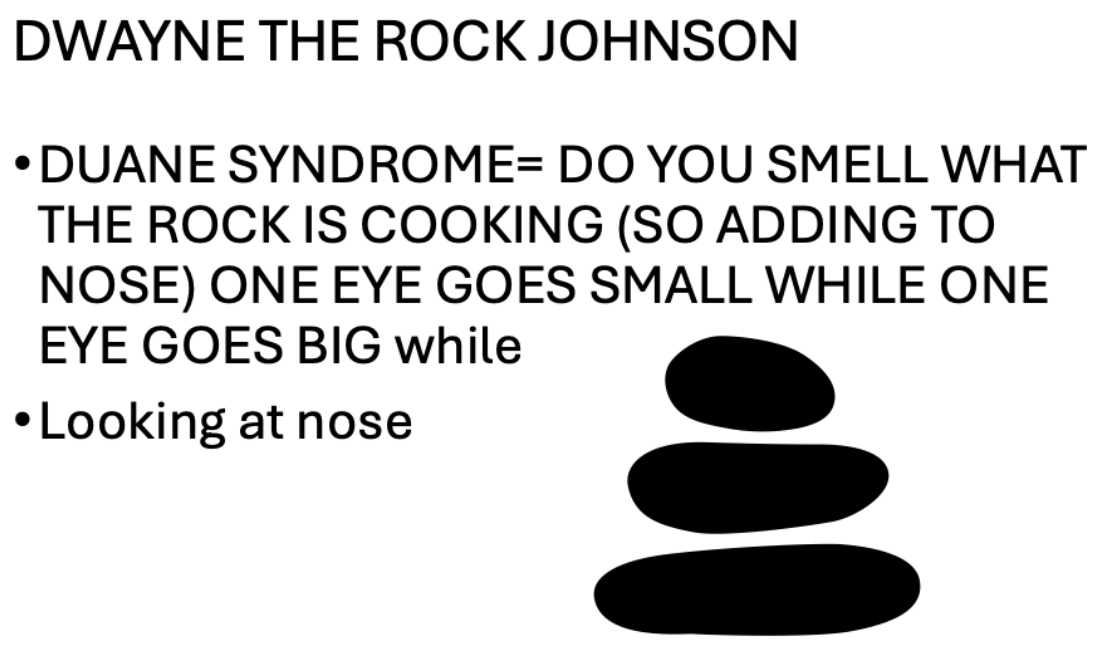 DWAYNE THE ROCK JOHNSON
•DUANE SYNDROME= DO YOU SMELL WHAT
THE ROCK IS COOKING (SO ADDING TO
NOSE) ONE EYE GOES SMALL WHILE ONE
EYE GOES BIG while
•Looking at nose